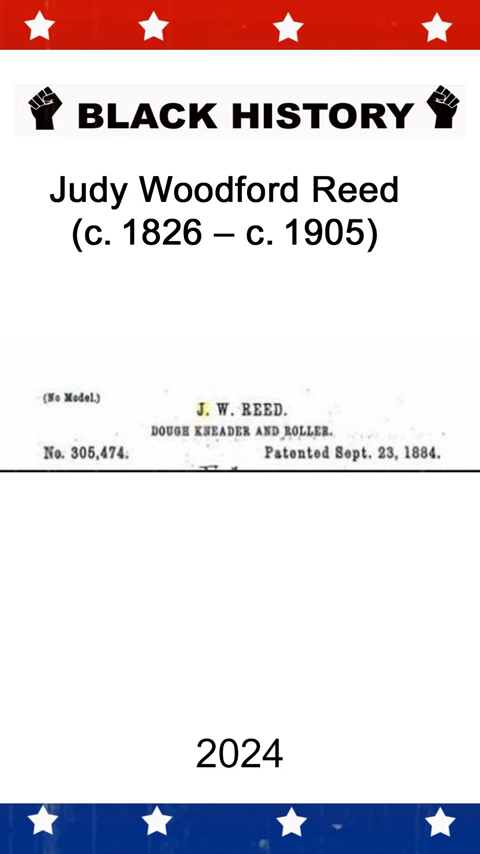 BLACK HISTORY
Judy Woodford Reed
(c. 1826 – c. 1905)
(No Model.)
J. W. REED.
DOUGH KNEADER AND ROLLER.
No. 305,474.
Patented Sept. 23, 1884.
2024